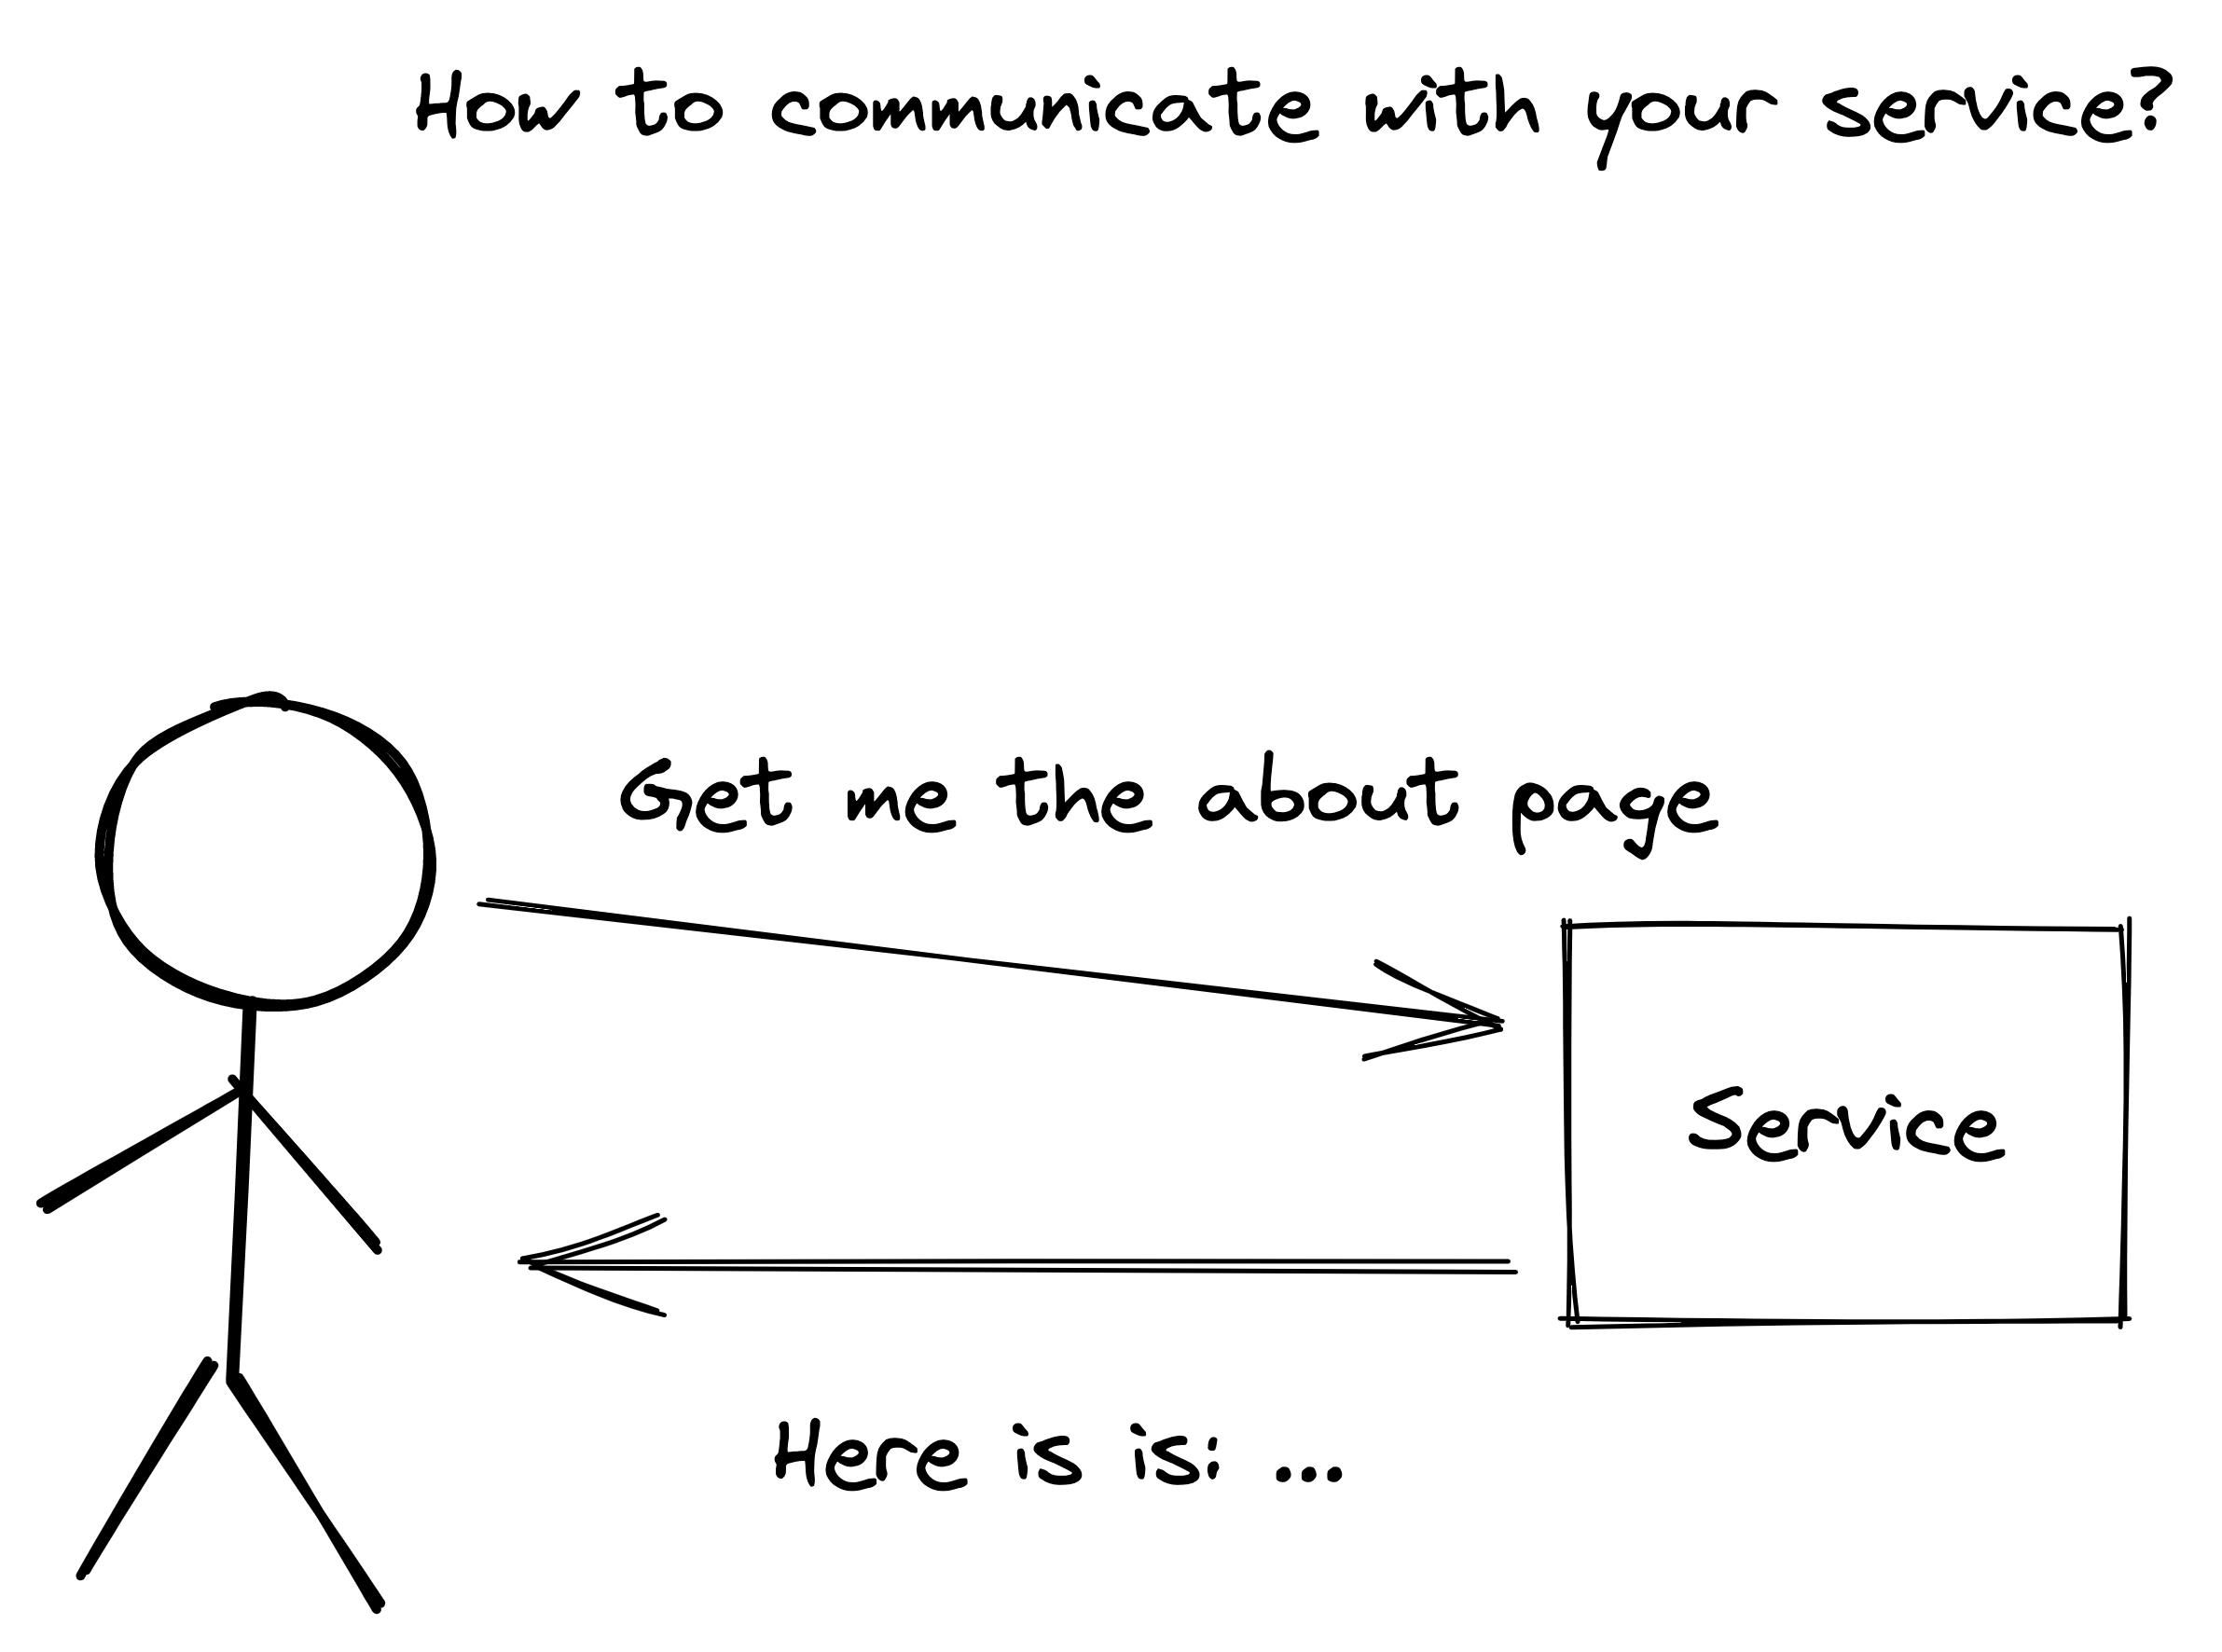 How to communicate with your service?
Get me the about page
Service
Here is is: ...